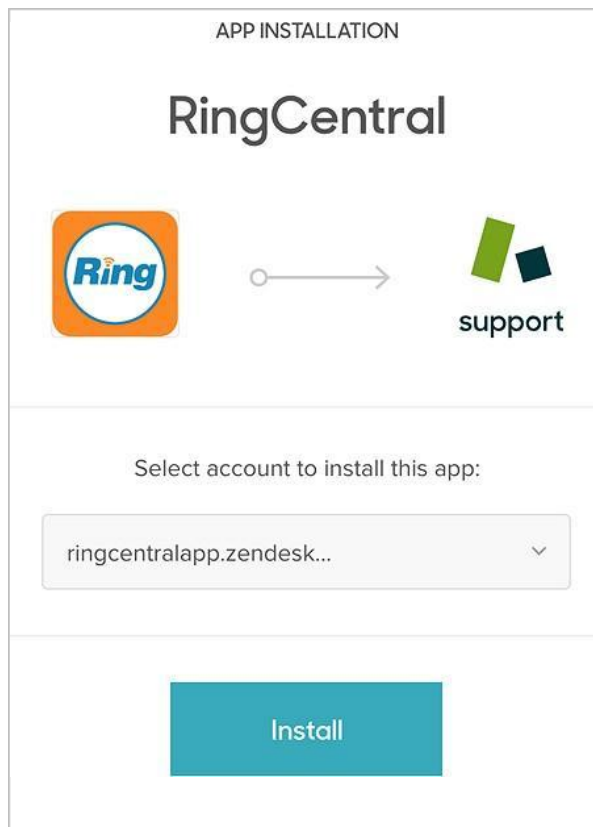 APP INSTALLATION
RingCentral
Ring
support
Select account to install this app:
ringcentralapp.zendesk...
Install